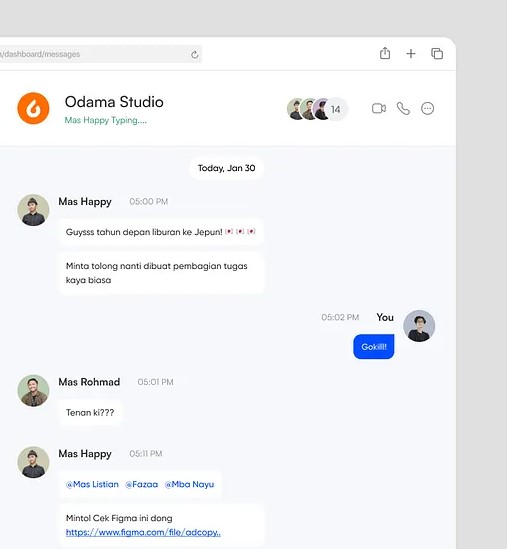 /dashboard/messages
Odama Studio
Mas Happy Typing....
14
Today, Jan 30
Mas Happy 05:00 PM
Guysss tahun depan liburan ke Jepun! 🇯🇵 🇯🇵 🇯🇵
Minta tolong nanti dibuat pembagian tugas
kaya biasa
05:02 PM You
Gokilll!
Mas Rohmad 05:01 PM
Tenan ki???
Mas Happy 05:11 PM
@Mas Listian @Fazaa @Mba Nayu
Mintol Cek Figma ini dong
https://www.figma.com/file/adcopy..